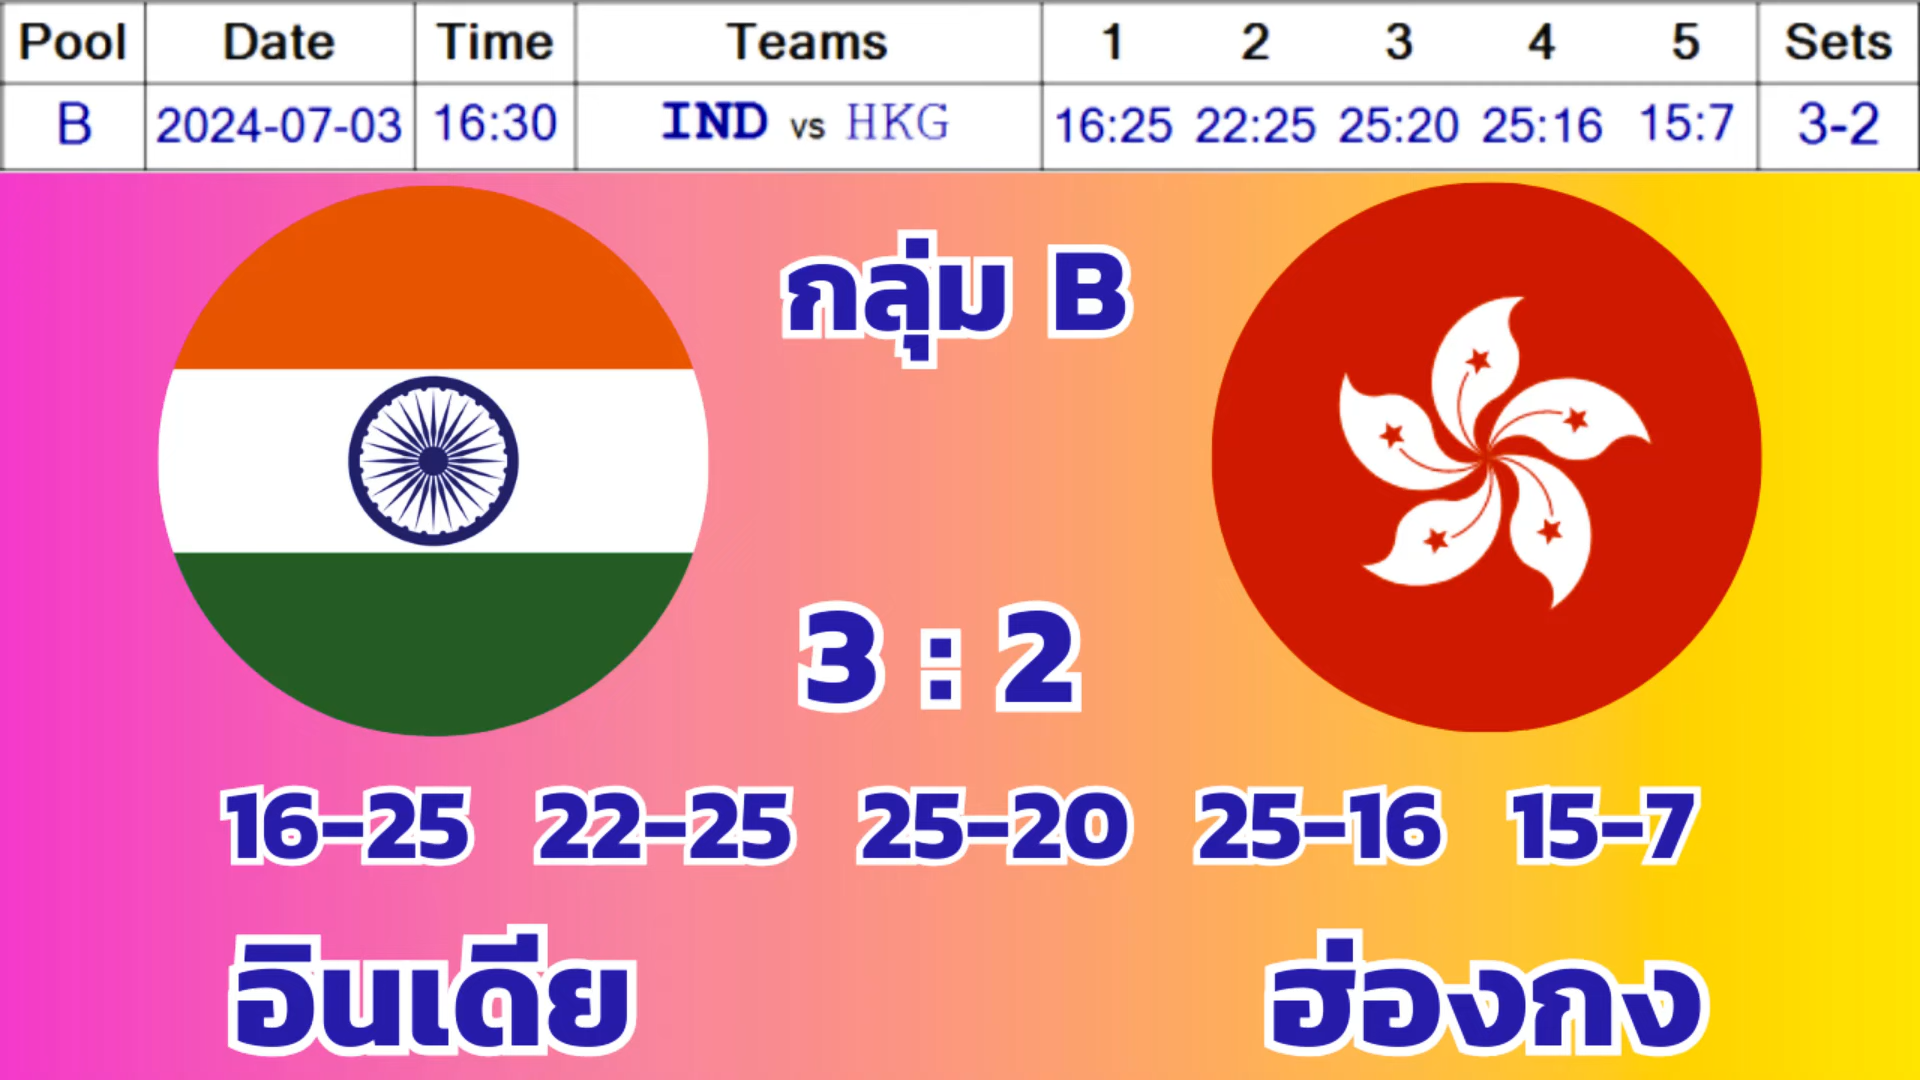 Pool Date Time Teams 1 2 3 4 5 Sets
B 2024-07-03 16:30 IND vs HKG 16:25 22:25 25:20 25:16 15:7 3-2
กลุ่ม B
3 : 2
16-25 22-25 25-20 25-16 15-7
อินเดีย ฮ่องกง